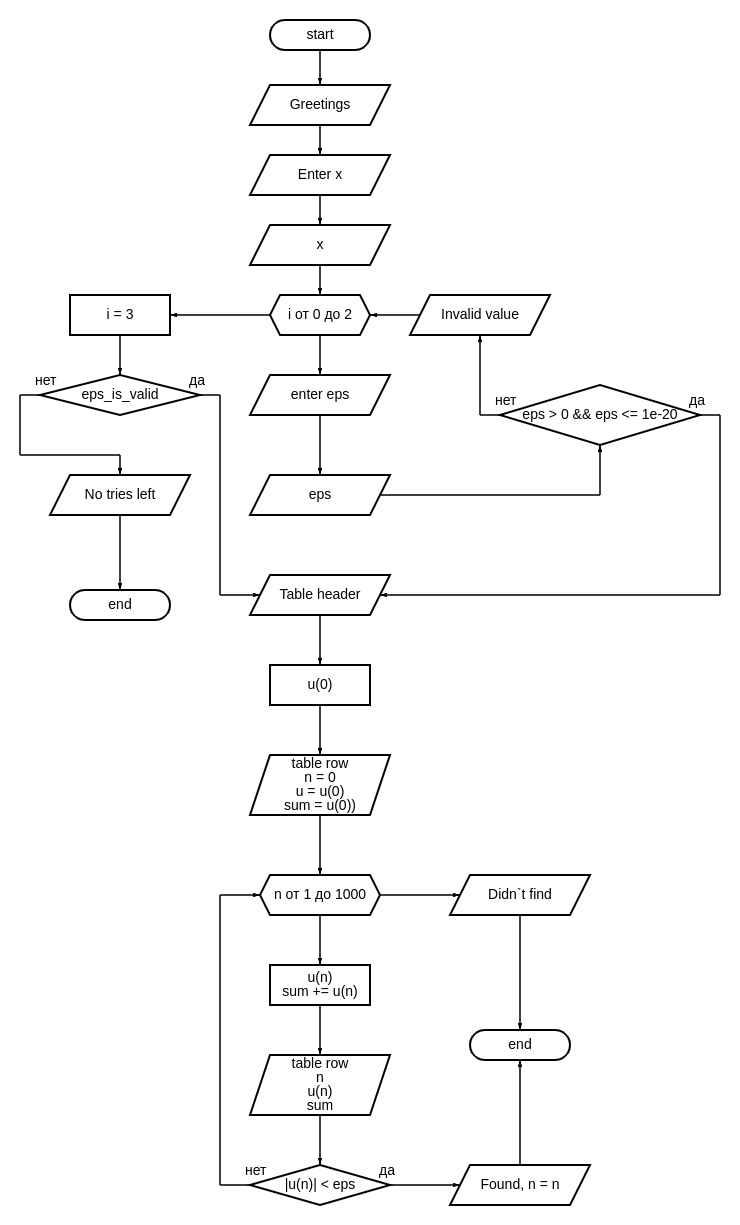 start
Greetings
Enter x
x
i = 3
i от 0 до 2
Invalid value
нет
eps_is_valid
да
enter eps
нет
eps > 0 && eps <= 1e-20
да
No tries left
eps
end
Table header
u(0)
table row
n = 0
u = u(0)
sum = u(0))
n от 1 до 1000
Didn`t find
u(n)
sum += u(n)
end
table row
n
u(n)
sum
нет
|u(n)| < eps
да
Found, n = n